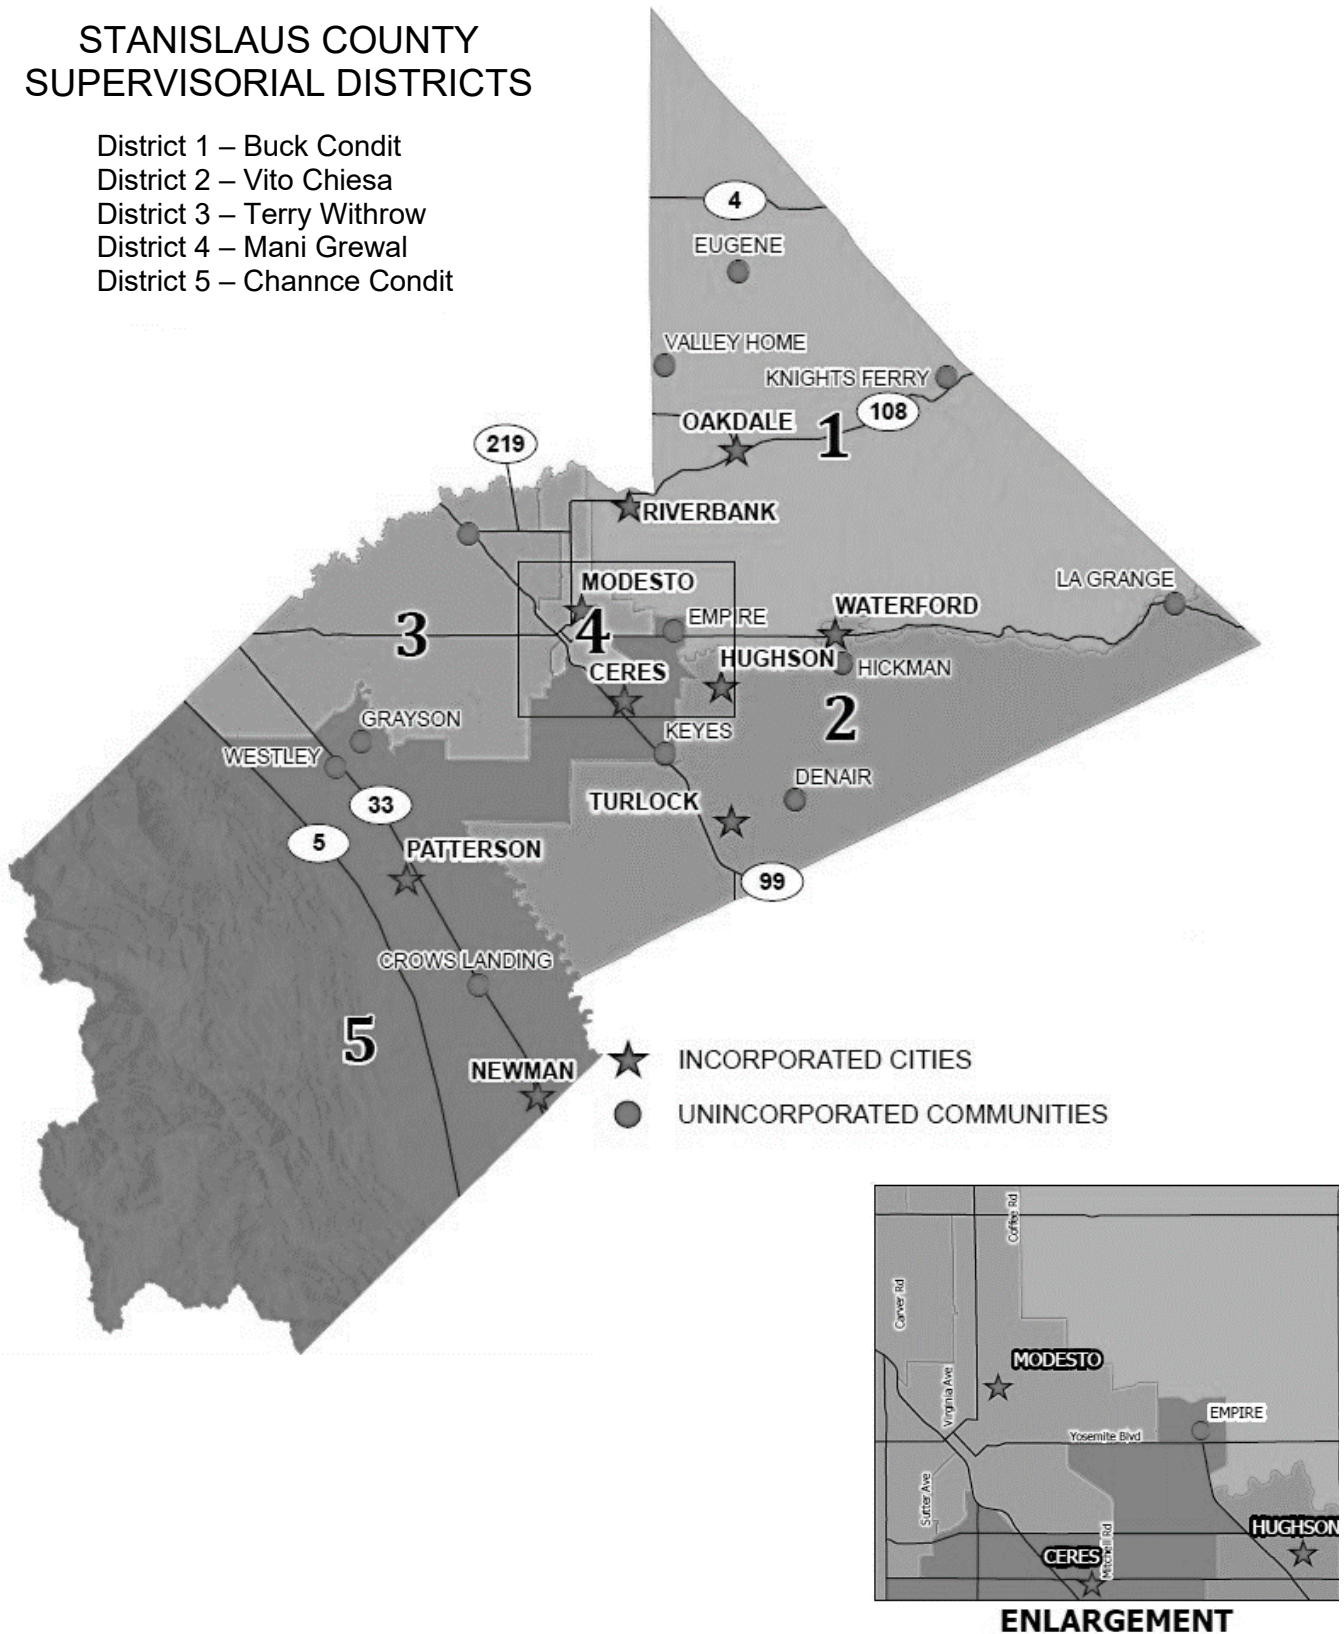 STANISLAUS COUNTY
SUPERVISORIAL DISTRICTS
District 1 – Buck Condit
District 2 – Vito Chiesa
District 3 – Terry Withrow
District 4 – Mani Grewal
District 5 – Channce Condit
4
EUGENE
VALLEY HOME
KNIGHTS FERRY
108
OAKDALE
1
219
RIVERBANK
MODESTO
LA GRANGE
WATERFORD
EMPIRE
3
4
HUGHSON
HICKMAN
CERES
2
GRAYSON
KEYES
WESTLEY
DENAIR
33
TURLOCK
5
PATTERSON
99
CROWS LANDING
5
NEWMAN
INCORPORATED CITIES
UNINCORPORATED COMMUNITIES
Coffee Rd
Carver Rd
MODESTO
Virginia Ave
EMPIRE
Yosemite Blvd
Sutter Ave
HUGHSON
Mitchell Rd
CERES
ENLARGEMENT